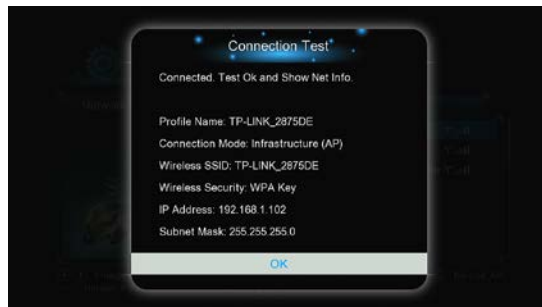 Connection Test
Connected. Test Ok and Show Net Info.
Profile Name: TP-LINK_2875DE
Connection Mode: Infrastructure (AP)
Wireless SSID: TP-LINK_2875DE
Wireless Security: WPA Key
IP Address: 192.168.1.102
Subnet Mask: 255.255.255.0
OK